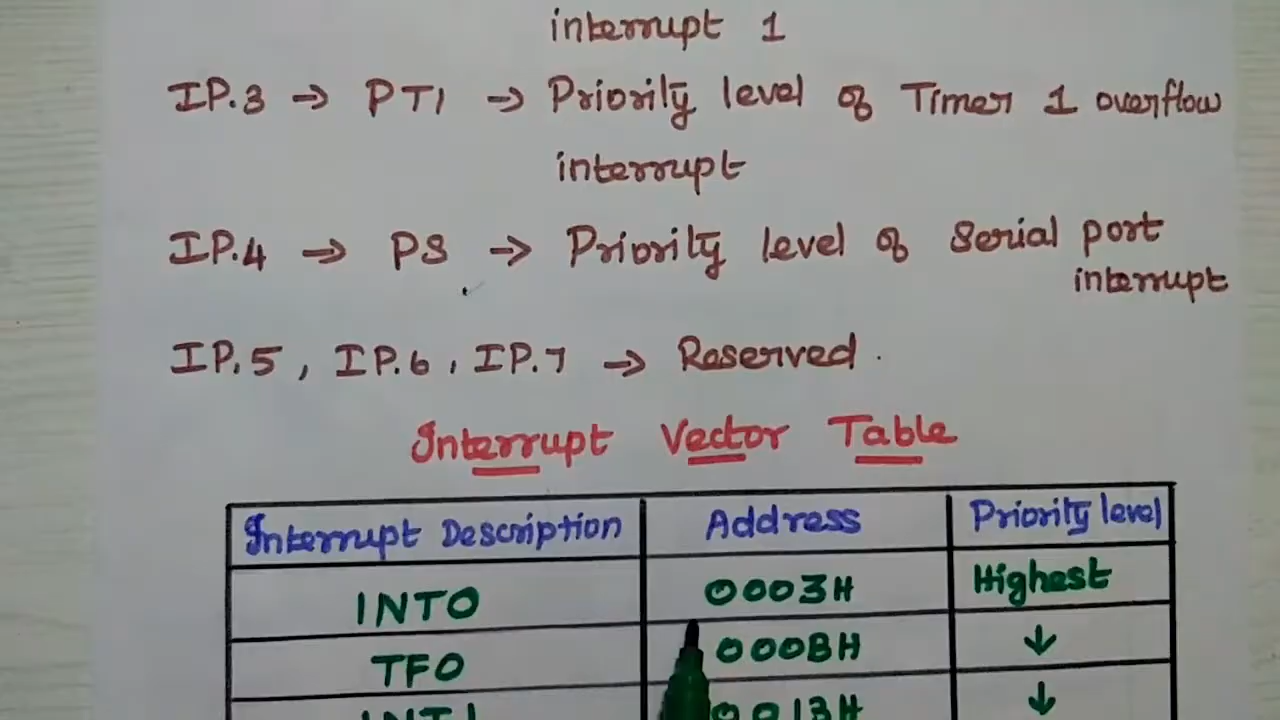 interrupt 1
IP.3 → PT1 → Priority level of Timer 1 overflow
interrupt
IP.4 → PS → Priority level of Serial port
interrupt
IP.5, IP.6, IP.7 → Reserved.
Interrupt Vector Table
Interrupt Description Address Priority level
INT0 0003H Highest
TF0 000BH ↓
INT1 0013H ↓